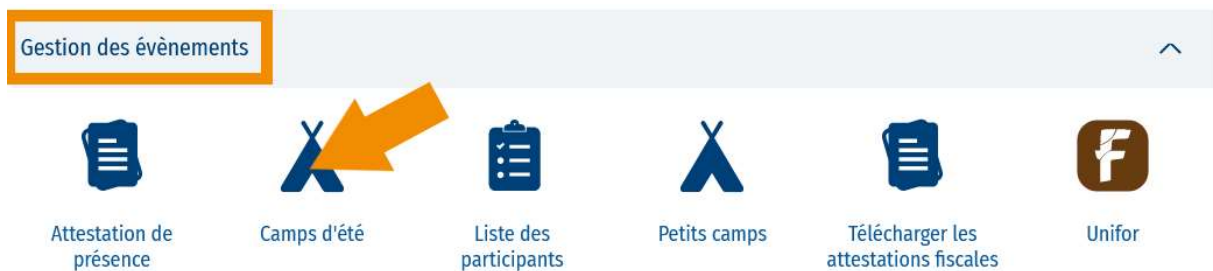 Gestion des évènements
Attestation de présence
Camps d'été
Liste des participants
Petits camps
Télécharger les attestations fiscales
Unifor